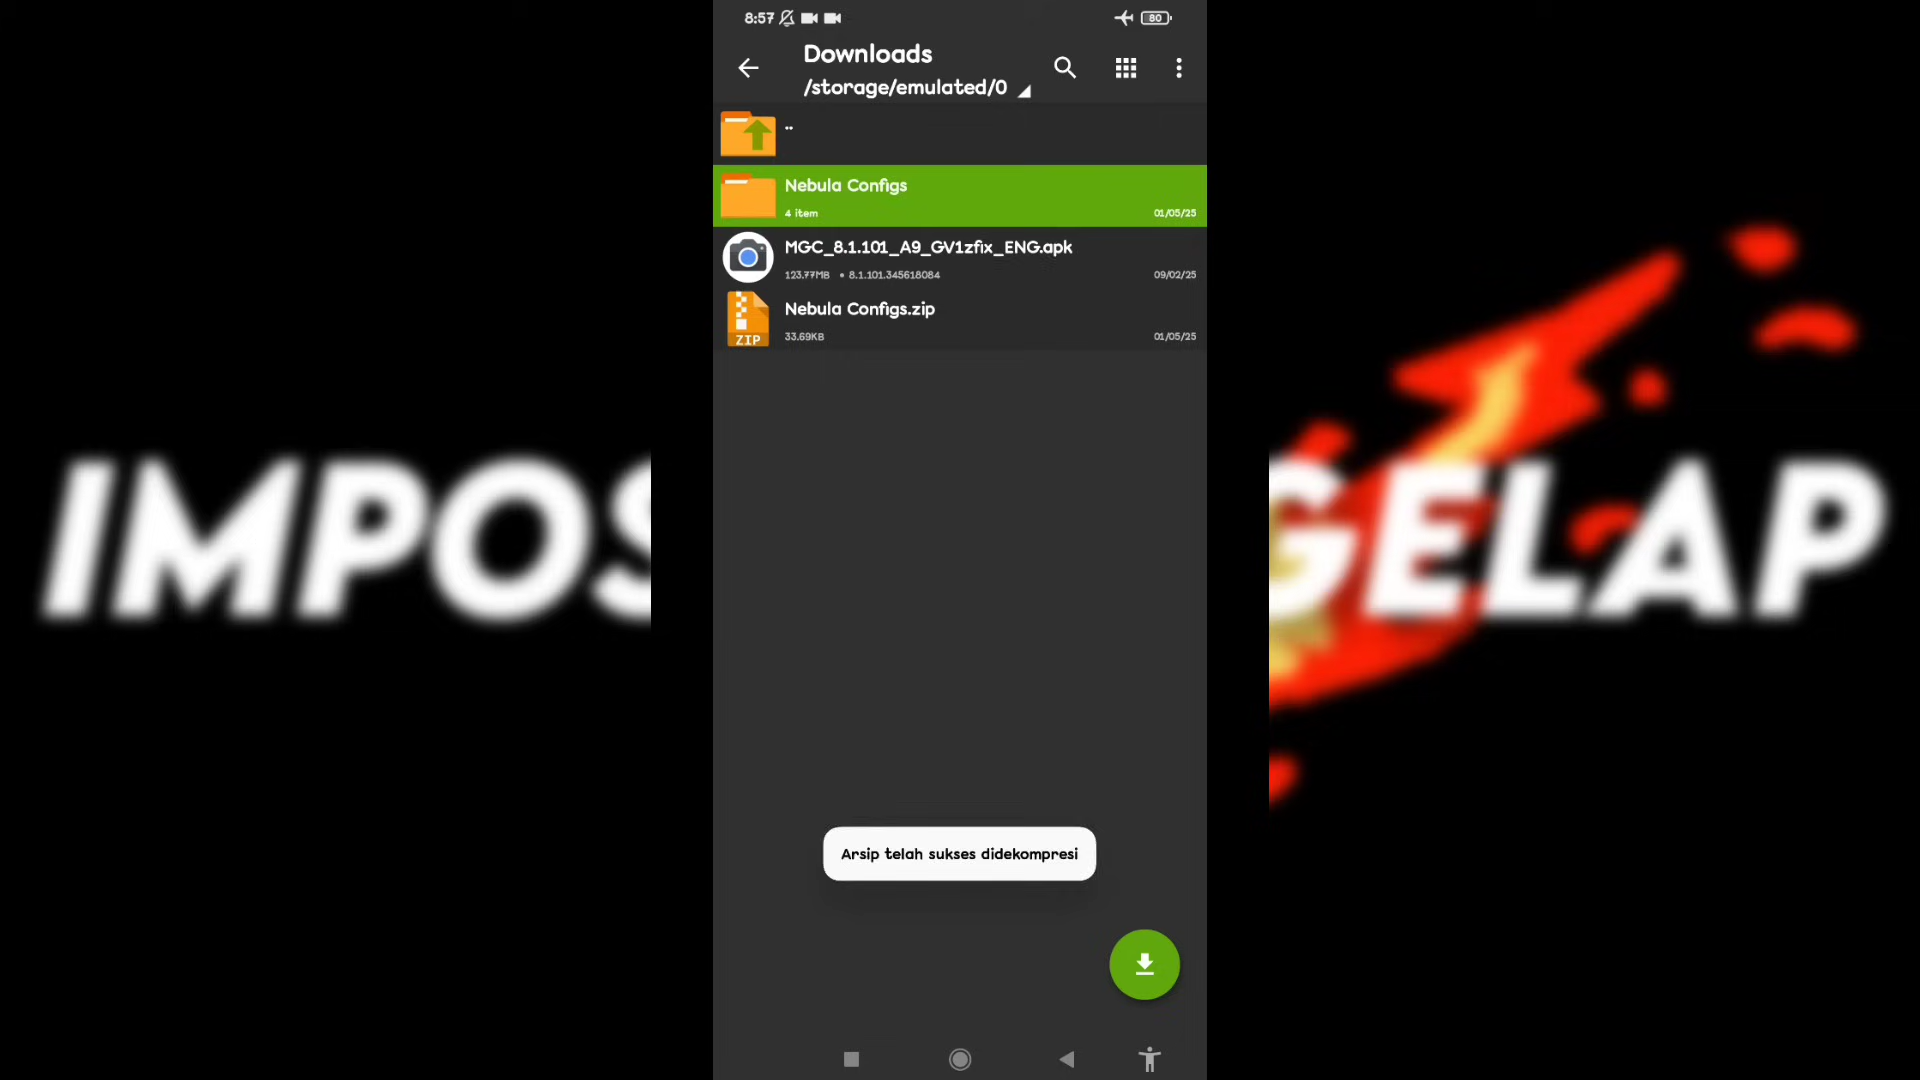 8:57
80
Downloads
/storage/emulated/0
..
Nebula Configs
4 item
01/05/25
MGC_8.1.101_A9_GV1zfix_ENG.apk
123.77MB • 8.1.101.345618084
09/02/25
Nebula Configs.zip
ZIP
33.69KB
01/05/25
IMPOS
GELAP
Arsip telah sukses didekompresi